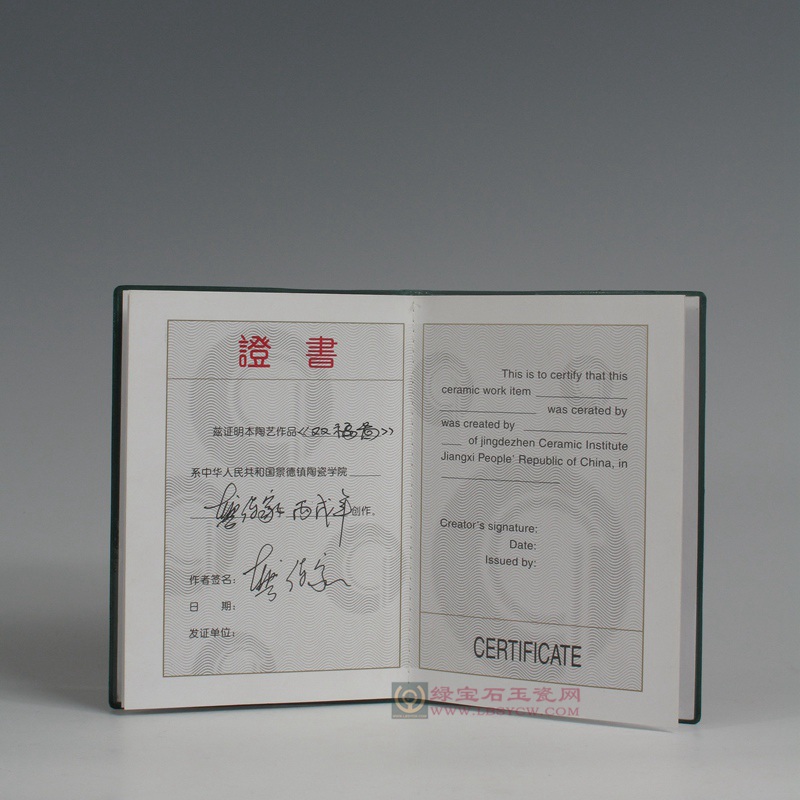 證書
兹证明本陶艺作品《双福图》
系中华人民共和国景德镇陶瓷学院
丙戌年创作。
作者签名：
日 期：
发证单位：
This is to certify that this
ceramic work item
was cerated by
was created by
of jingdezhen Ceramic Institute
Jiangxi People' Republic of China, in
Creator's signature:
Date:
Issued by:
CERTIFICATE
绿宝石玉瓷网
WWW.LBSYCW.COM